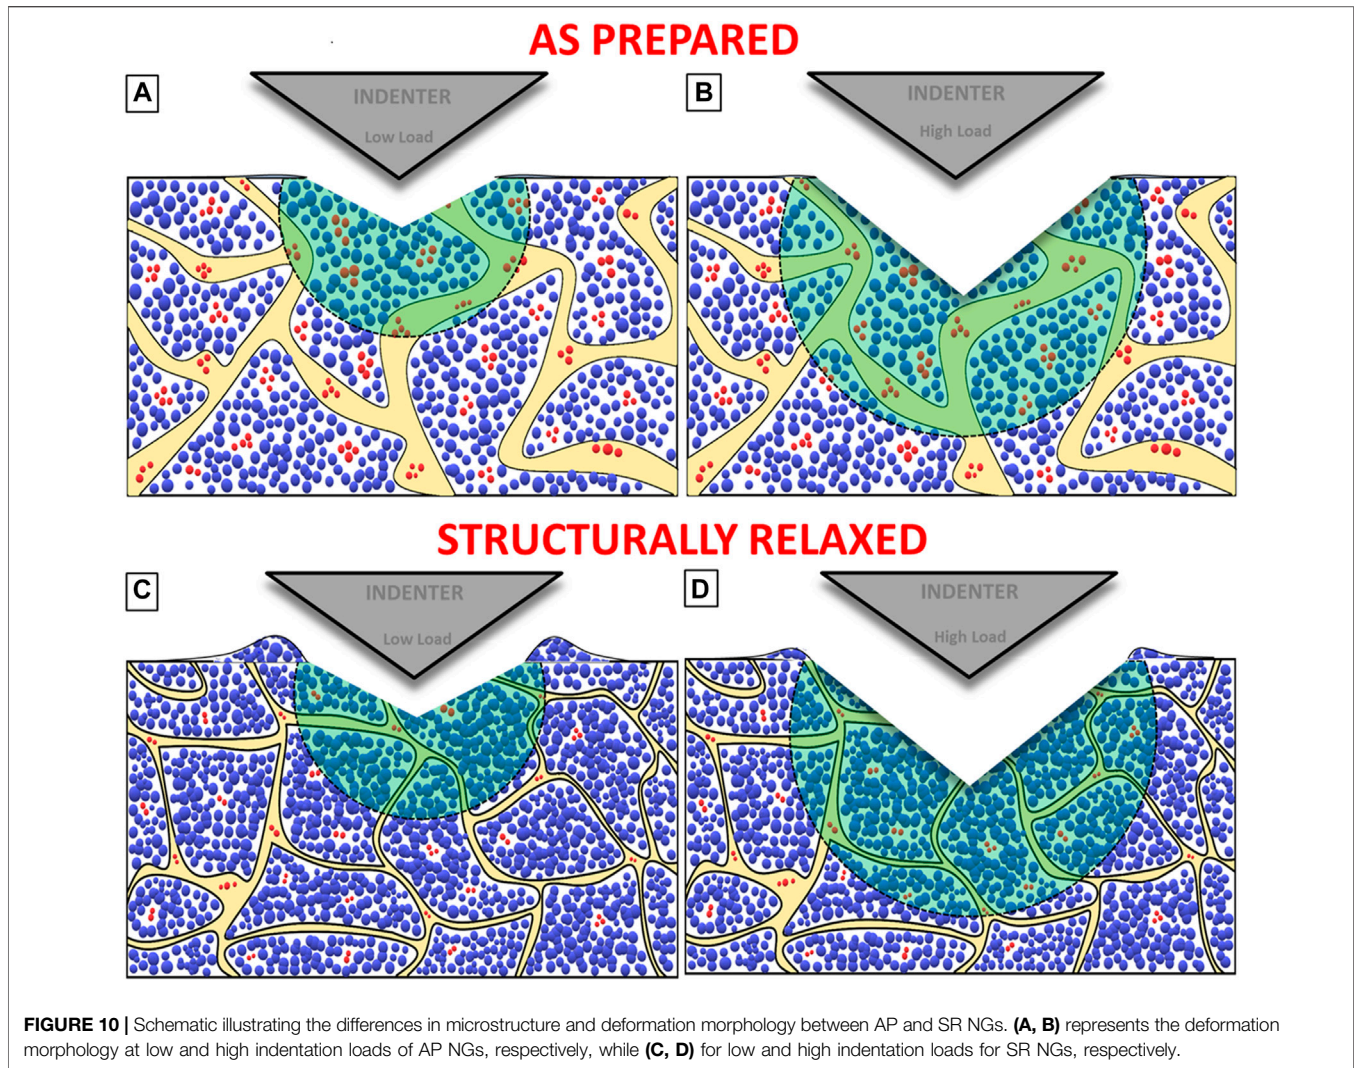 AS PREPARED
A
INDENTER
Low Load
B
INDENTER
High Load
STRUCTURALLY RELAXED
C
INDENTER
Low Load
D
INDENTER
High Load
FIGURE 10 | Schematic illustrating the differences in microstructure and deformation morphology between AP and SR NGs. (A, B) represents the deformation
morphology at low and high indentation loads of AP NGs, respectively, while (C, D) for low and high indentation loads for SR NGs, respectively.